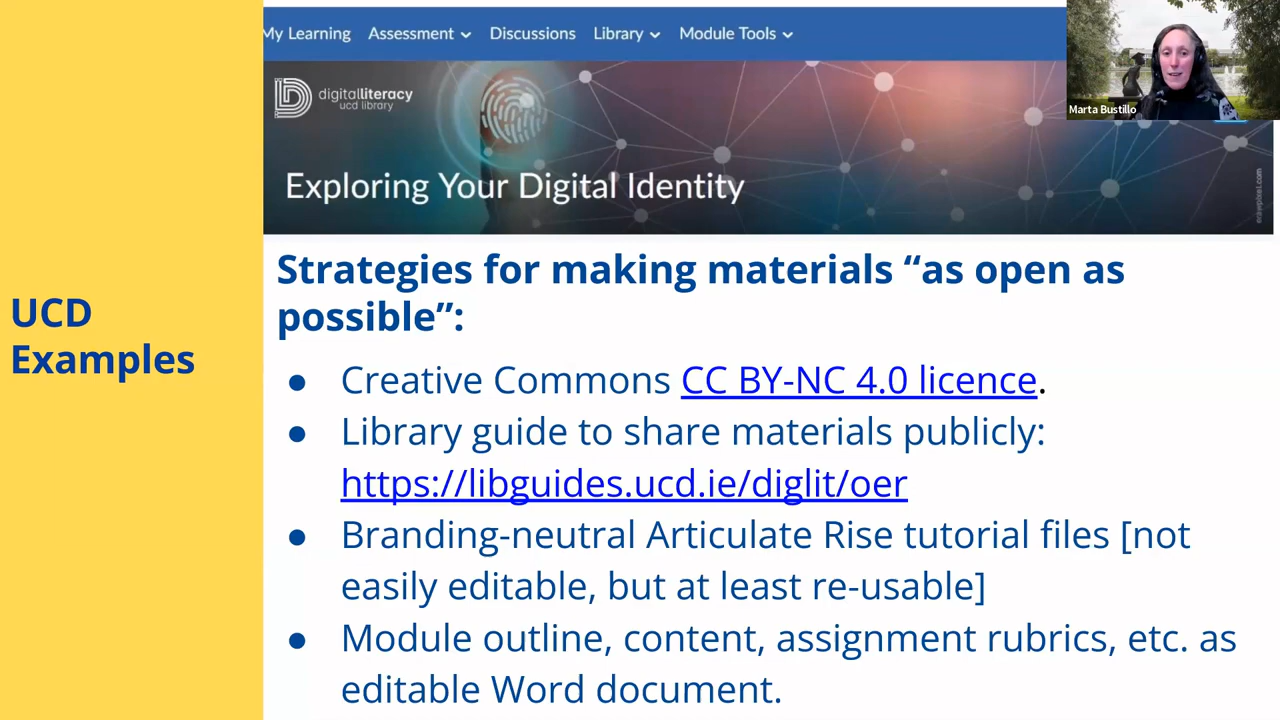 My Learning Assessment Discussions Library Module Tools
digitalliteracy
ucd library
Marta Bustillo
Exploring Your Digital Identity
UCD
Examples
Strategies for making materials “as open as
possible”:
● Creative Commons CC BY-NC 4.0 licence.
● Library guide to share materials publicly:
https://libguides.ucd.ie/diglit/oer
● Branding-neutral Articulate Rise tutorial files [not
easily editable, but at least re-usable]
● Module outline, content, assignment rubrics, etc. as
editable Word document.